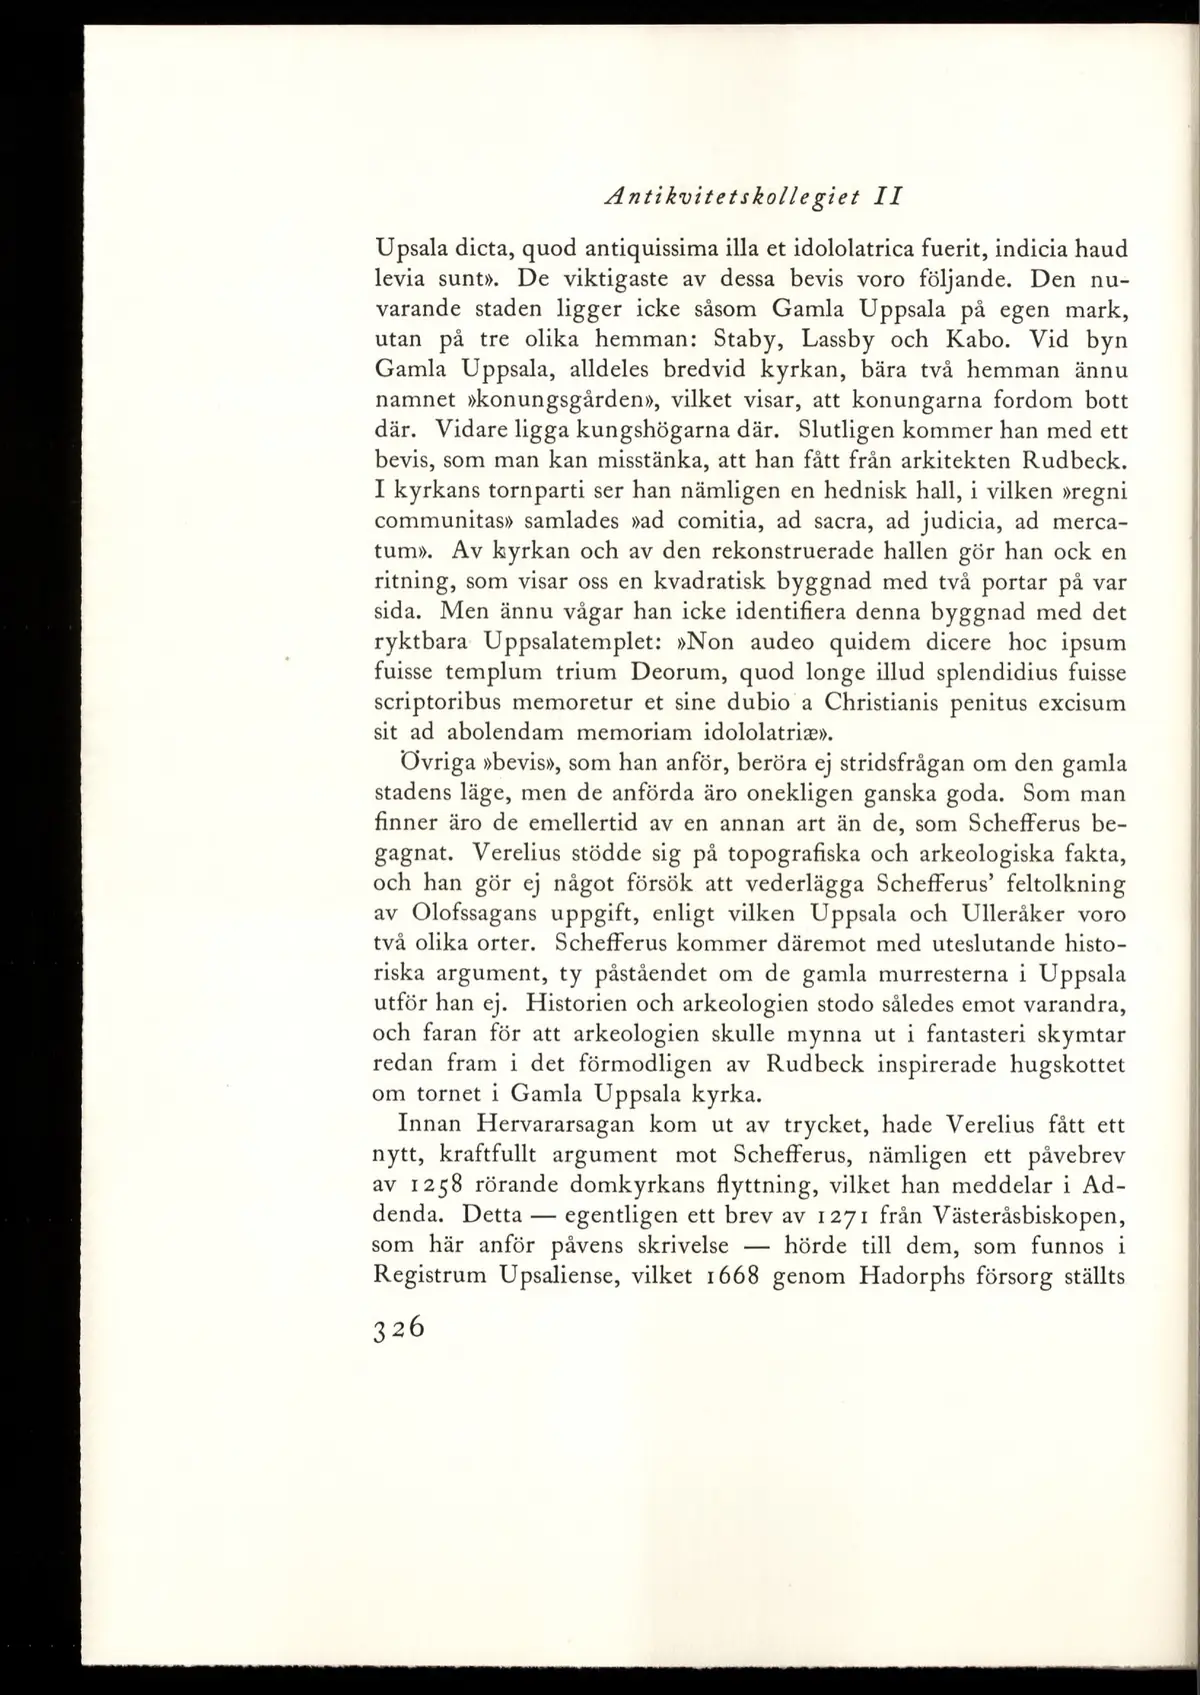 Antikvitetskollegiet II
Upsala dicta, quod antiquissima illa et idololatrica fuerit, indicia haud
levia sunt». De viktigaste av dessa bevis voro följande. Den nu-
varande staden ligger icke såsom Gamla Uppsala på egen mark,
utan på tre olika hemman: Staby, Lassby och Kabo. Vid byn
Gamla Uppsala, alldeles bredvid kyrkan, bära två hemman ännu
namnet »konungsgården», vilket visar, att konungarna fordom bott
där. Vidare ligga kungshögarna där. Slutligen kommer han med ett
bevis, som man kan misstänka, att han fått från arkitekten Rudbeck.
I kyrkans tornparti ser han nämligen en hednisk hall, i vilken »regni
communitas» samlades »ad comitia, ad sacra, ad judicia, ad merca-
tum». Av kyrkan och av den rekonstruerade hallen gör han ock en
ritning, som visar oss en kvadratisk byggnad med två portar på var
sida. Men ännu vågar han icke identifiera denna byggnad med det
ryktbara Uppsalatemplet: »Non audeo quidem dicere hoc ipsum
fuisse templum trium Deorum, quod longe illud splendidius fuisse
scriptoribus memoretur et sine dubio a Christianis penitus excisum
sit ad abolendam memoriam idololatriæ».
Övriga »bevis», som han anför, beröra ej stridsfrågan om den gamla
stadens läge, men de anförda äro onekligen ganska goda. Som man
finner äro de emellertid av en annan art än de, som Schefferus be-
gagnat. Verelius stödde sig på topografiska och arkeologiska fakta,
och han gör ej något försök att vederlägga Schefferus’ feltolkning
av Olofssagans uppgift, enligt vilken Uppsala och Ulleråker voro
två olika orter. Schefferus kommer däremot med uteslutande histo-
riska argument, ty påståendet om de gamla murresterna i Uppsala
utför han ej. Historien och arkeologien stodo således emot varandra,
och faran för att arkeologien skulle mynna ut i fantasteri skymtar
redan fram i det förmodligen av Rudbeck inspirerade hugskottet
om tornet i Gamla Uppsala kyrka.
Innan Hervararsagan kom ut av trycket, hade Verelius fått ett
nytt, kraftfullt argument mot Schefferus, nämligen ett påvebrev
av 1258 rörande domkyrkans flyttning, vilket han meddelar i Ad-
denda. Detta — egentligen ett brev av 1271 från Västeråsbiskopen,
som här anför påvens skrivelse — hörde till dem, som funnos i
Registrum Upsaliense, vilket 1668 genom Hadorphs försorg ställts
326